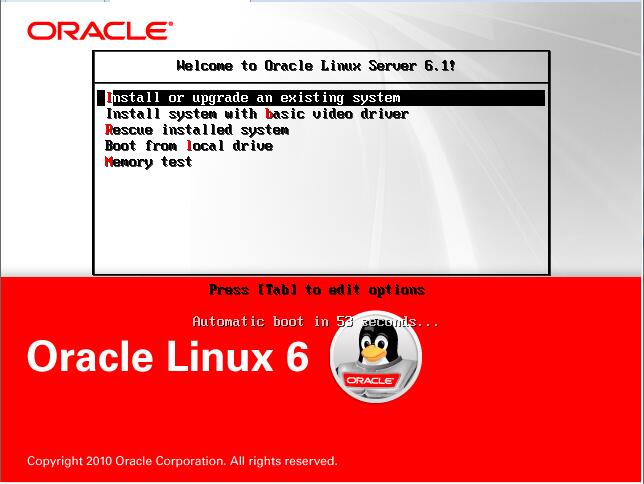 ORACLE®
Welcome to Oracle Linux Server 6.1!
Install or upgrade an existing system
Install system with basic video driver
Rescue installed system
Boot from local drive
Memory test
Press [Tab] to edit options
Automatic boot in 53 seconds...
Oracle Linux 6
ORACLE
Copyright 2010 Oracle Corporation. All rights reserved.